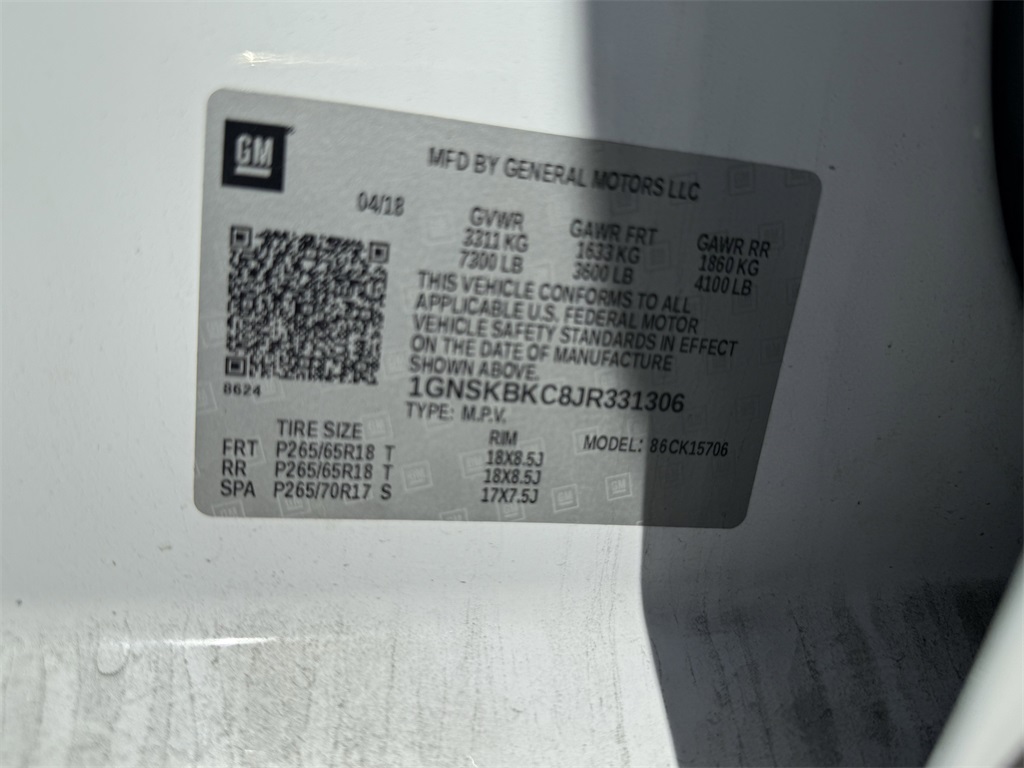 GM
MFD BY GENERAL MOTORS LLC
04/18
GVWR GAWR FRT GAWR RR
3311 KG 1633 KG 1860 KG
7300 LB 3600 LB 4100 LB
THIS VEHICLE CONFORMS TO ALL
APPLICABLE U.S. FEDERAL MOTOR
VEHICLE SAFETY STANDARDS IN EFFECT
ON THE DATE OF MANUFACTURE
SHOWN ABOVE.
8624
1GNSKBKC8JR331306
TYPE: M.P.V.
MODEL: 86CK15706
TIRE SIZE RIM
FRT P265/65R18 T 18X8.5J
RR P265/65R18 T 18X8.5J
SPA P265/70R17 S 17X7.5J